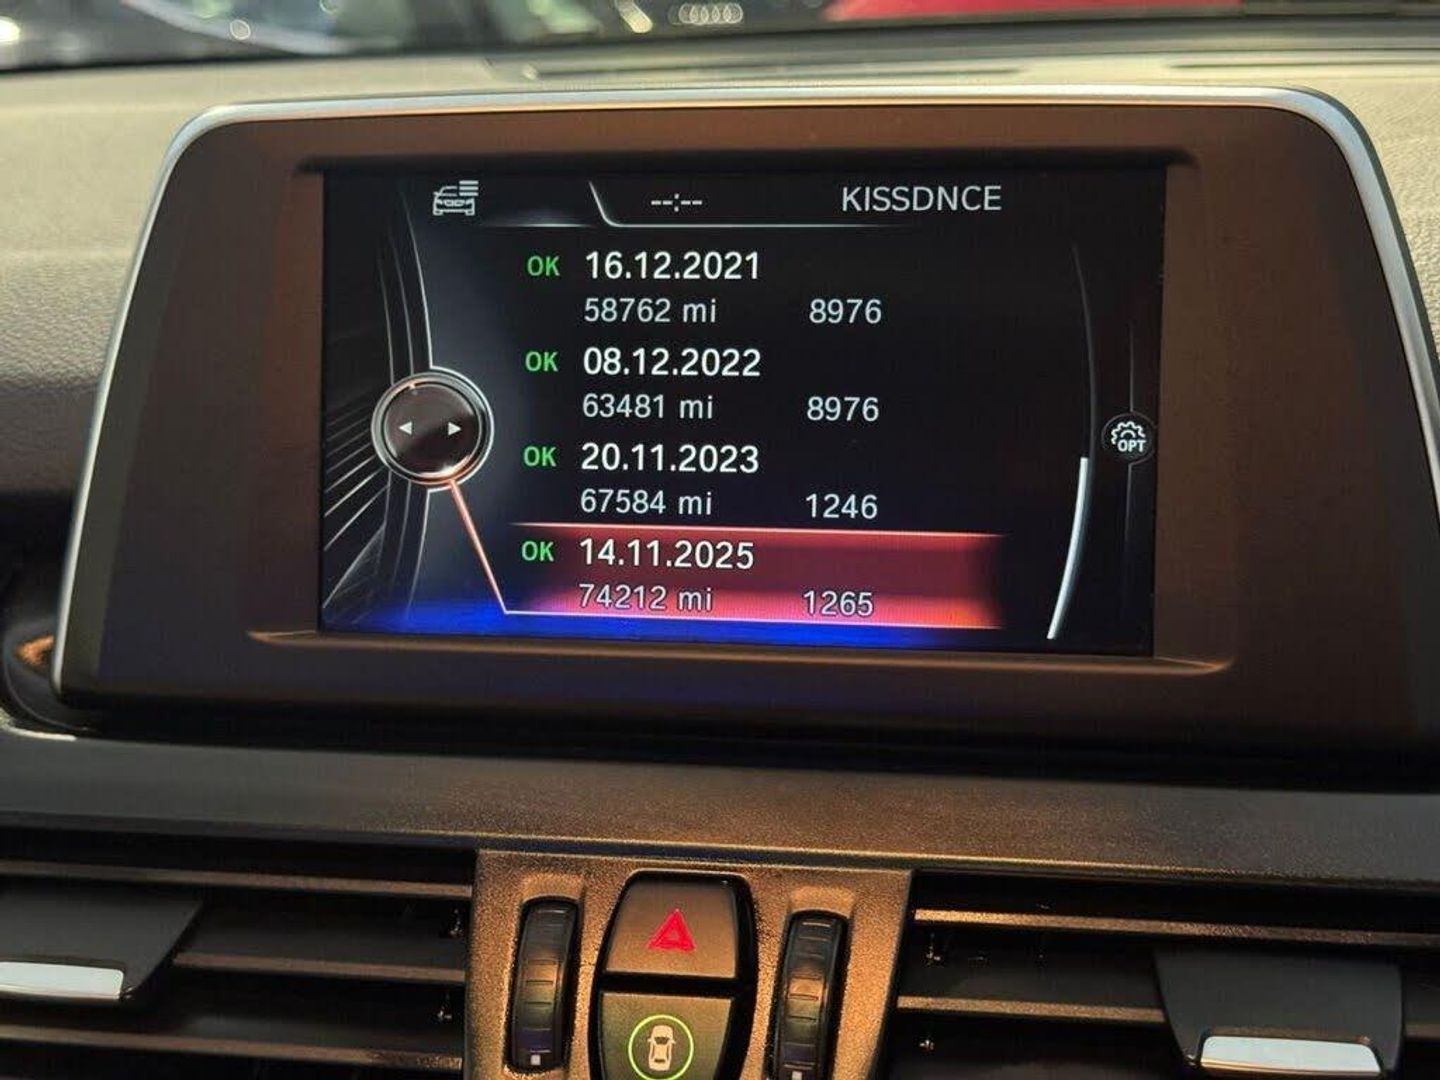 --:-- KISSDNCE
OK 16.12.2021
58762 mi 8976
OK 08.12.2022
63481 mi 8976
OK 20.11.2023
67584 mi 1246
OK 14.11.2025
74212 mi 1265
OPT